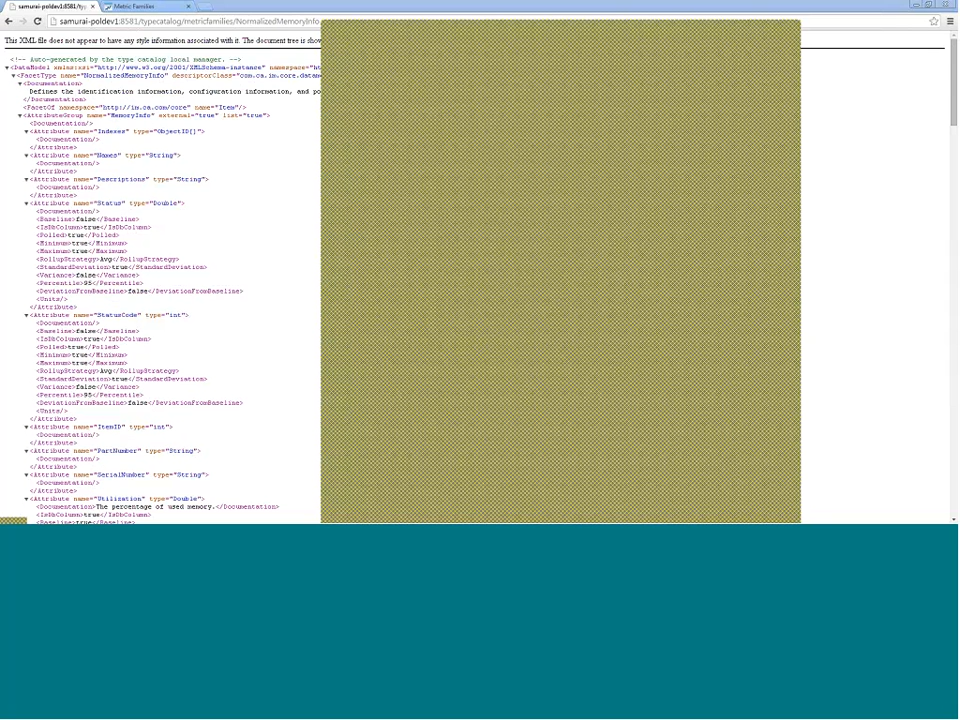 samurai-poldev1:8581/typ
Metric Families
samurai-poldev1:8581/typecatalog/metricfamilies/NormalizedMemoryInfo.
This XML file does not appear to have any style information associated with it. The document tree is show
<!-- Auto-generated by the type catalog local manager. -->
<DataModel xmlns:xsi="http://www.w3.org/2001/XMLSchema-instance" namespace="ht
<FacetType name="NormalizedMemoryInfo" descriptorClass="com.ca.im.core.datam
<Documentation>
Defines the identification information, configuration information, and po
</Documentation>
<FacetOf namespace="http://im.ca.com/core" name="Item"/>
<AttributeGroup name="MemoryInfo" external="true" list="true">
<Documentation/>
<Attribute name="Indexes" type="ObjectID[]">
<Documentation/>
</Attribute>
<Attribute name="Names" type="String">
<Documentation/>
</Attribute>
<Attribute name="Descriptions" type="String">
<Documentation/>
</Attribute>
<Attribute name="Status" type="Double">
<Documentation/>
<Baseline>false</Baseline>
<IsDbColumn>true</IsDbColumn>
<Polled>true</Polled>
<Minimum>true</Minimum>
<Maximum>true</Maximum>
<RollupStrategy>Avg</RollupStrategy>
<StandardDeviation>true</StandardDeviation>
<Variance>false</Variance>
<Percentile>95</Percentile>
<DeviationFromBaseline>false</DeviationFromBaseline>
<Units/>
</Attribute>
<Attribute name="StatusCode" type="int">
<Documentation/>
<Baseline>false</Baseline>
<IsDbColumn>true</IsDbColumn>
<Polled>true</Polled>
<Minimum>true</Minimum>
<Maximum>true</Maximum>
<RollupStrategy>Avg</RollupStrategy>
<StandardDeviation>true</StandardDeviation>
<Variance>false</Variance>
<Percentile>95</Percentile>
<DeviationFromBaseline>false</DeviationFromBaseline>
<Units/>
</Attribute>
<Attribute name="ItemID" type="int">
<Documentation/>
</Attribute>
<Attribute name="PartNumber" type="String">
<Documentation/>
</Attribute>
<Attribute name="SerialNumber" type="String">
<Documentation/>
</Attribute>
<Attribute name="Utilization" type="Double">
<Documentation>The percentage of used memory.</Documentation>
<IsDbColumn>true</IsDbColumn>
<Baseline>true</Baseline>